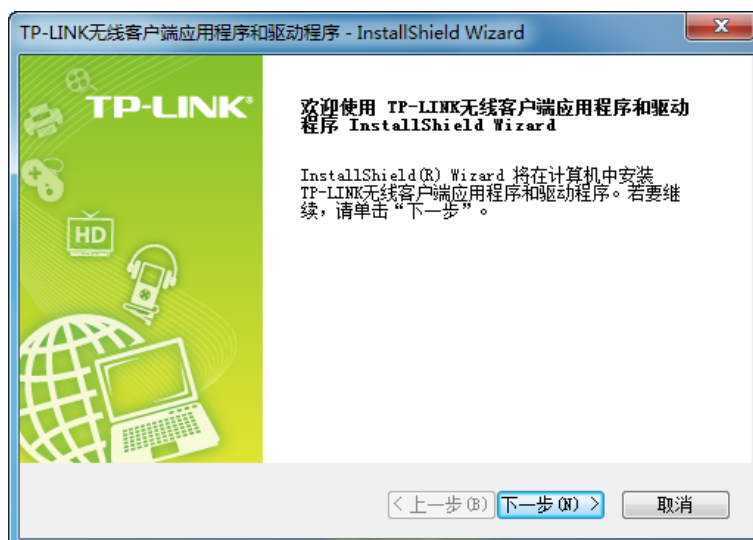 TP-LINK无线客户端应用程序和驱动程序 - InstallShield Wizard
TP-LINK®
欢迎使用 TP-LINK无线客户端应用程序和驱动
程序 InstallShield Wizard
InstallShield(R) Wizard 将在计算机中安装
TP-LINK无线客户端应用程序和驱动程序。若要继
续，请单击“下一步”。
HD
< 上一步(B) 下一步(N) > 取消